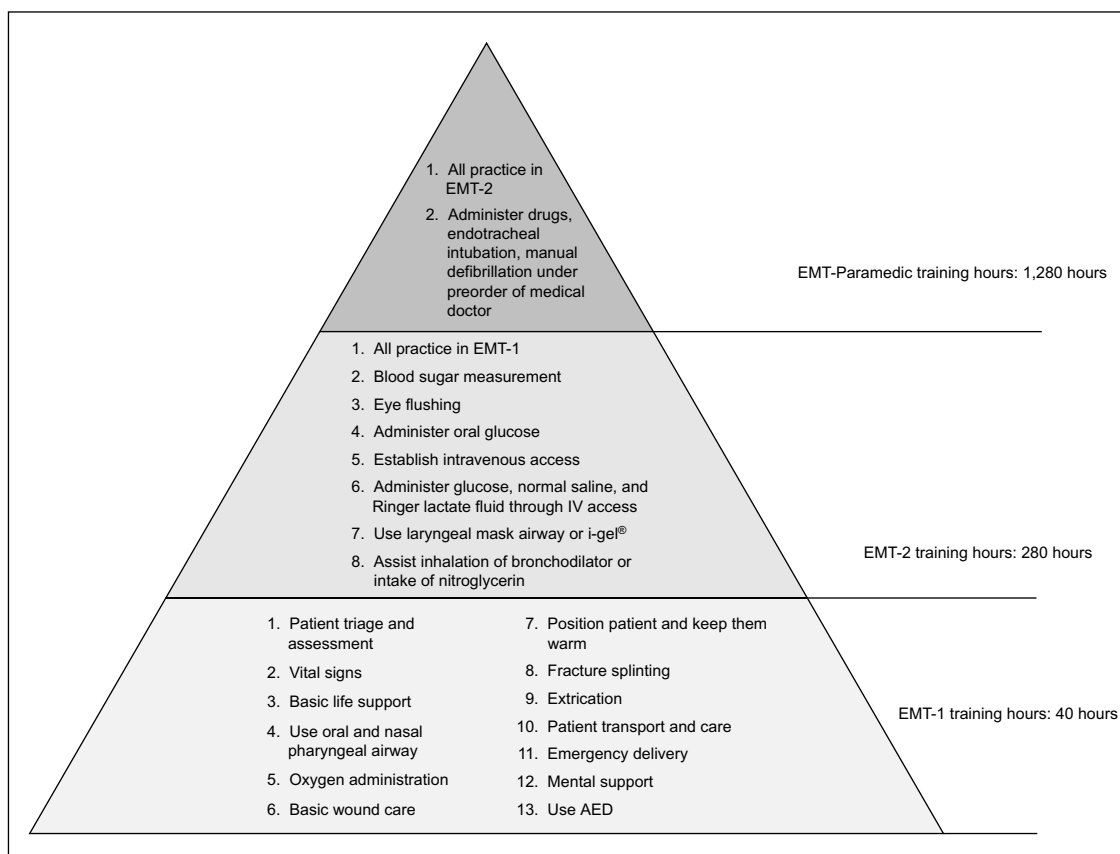 1. All practice in
EMT-2
2. Administer drugs,
endotracheal
intubation, manual
defibrillation under
preorder of medical
doctor
EMT-Paramedic training hours: 1,280 hours
1. All practice in EMT-1
2. Blood sugar measurement
3. Eye flushing
4. Administer oral glucose
5. Establish intravenous access
6. Administer glucose, normal saline, and
Ringer lactate fluid through IV access
7. Use laryngeal mask airway or i-gel®
8. Assist inhalation of bronchodilator or
intake of nitroglycerin
EMT-2 training hours: 280 hours
1. Patient triage and
assessment
2. Vital signs
3. Basic life support
4. Use oral and nasal
pharyngeal airway
5. Oxygen administration
6. Basic wound care
7. Position patient and keep them
warm
8. Fracture splinting
9. Extrication
10. Patient transport and care
11. Emergency delivery
12. Mental support
13. Use AED
EMT-1 training hours: 40 hours